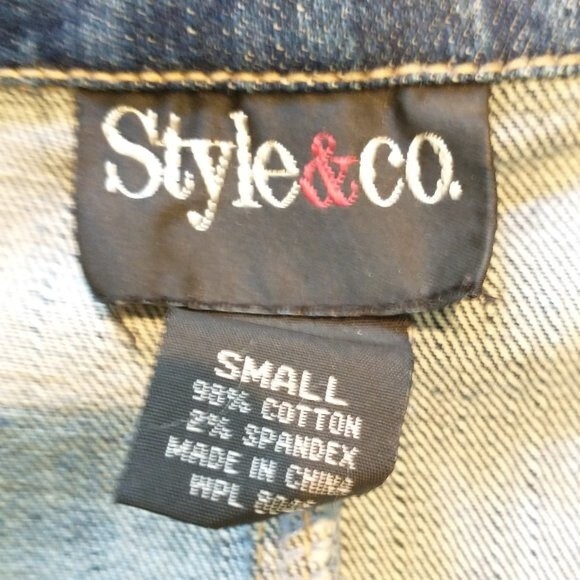 Style&co.
SMALL
98% COTTON
2% SPANDEX
MADE IN CHINA
WPL